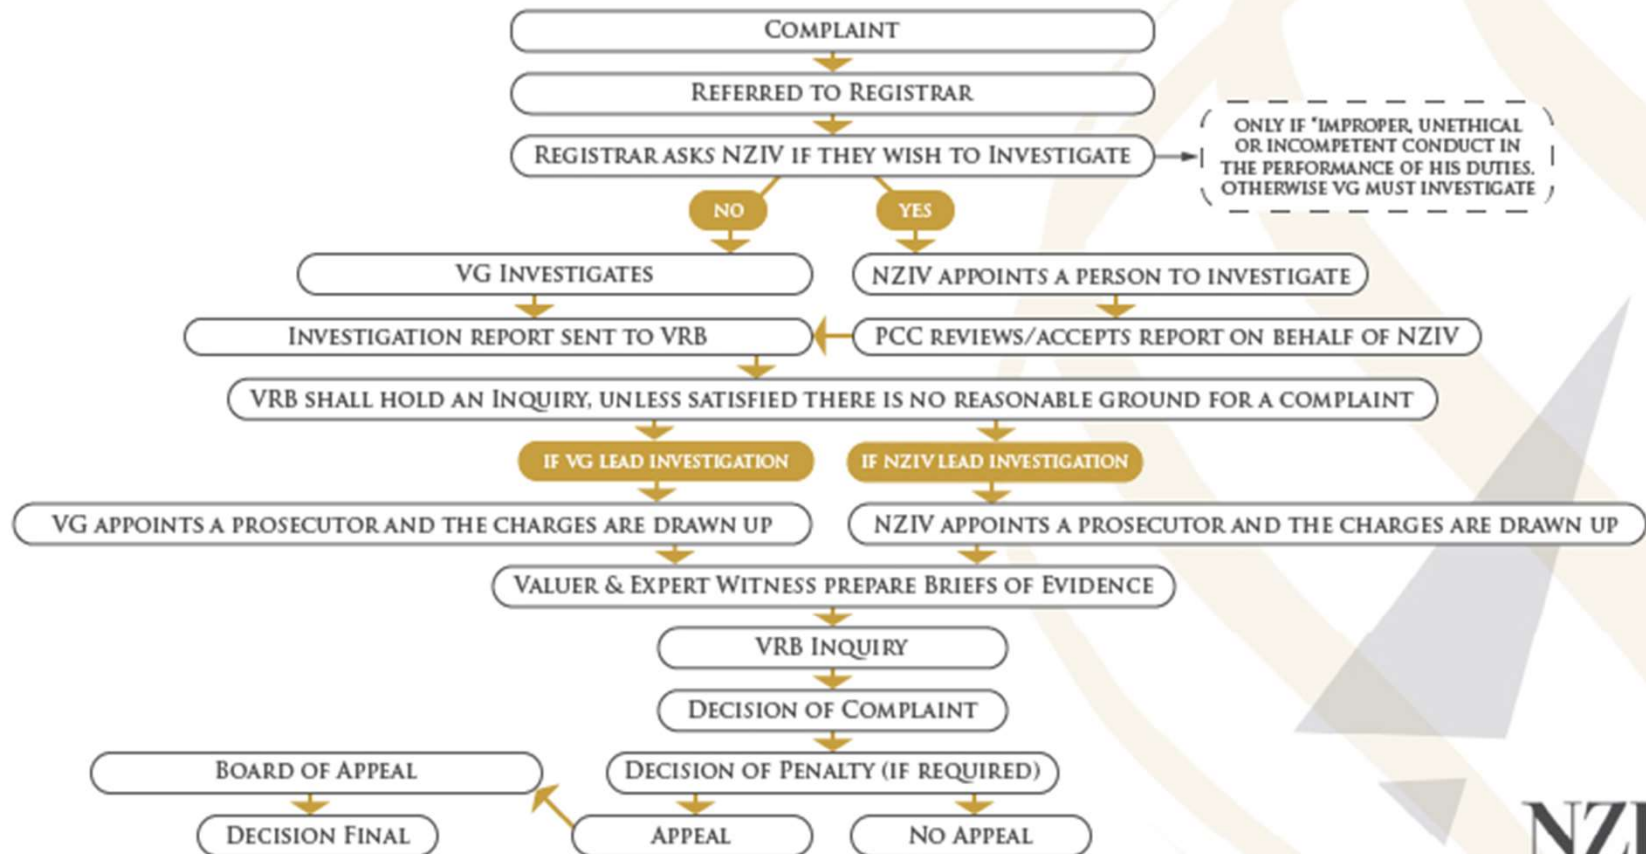 COMPLAINT
REFERRED TO REGISTRAR
REGISTRAR ASKS NZIV IF THEY WISH TO INVESTIGATE
ONLY IF "IMPROPER, UNETHICAL
OR INCOMPETENT CONDUCT IN
THE PERFORMANCE OF HIS DUTIES.
OTHERWISE VG MUST INVESTIGATE
NO
YES
VG INVESTIGATES
NZIV APPOINTS A PERSON TO INVESTIGATE
INVESTIGATION REPORT SENT TO VRB
PCC REVIEWS/ACCEPTS REPORT ON BEHALF OF NZIV
VRB SHALL HOLD AN INQUIRY, UNLESS SATISFIED THERE IS NO REASONABLE GROUND FOR A COMPLAINT
IF VG LEAD INVESTIGATION
IF NZIV LEAD INVESTIGATION
VG APPOINTS A PROSECUTOR AND THE CHARGES ARE DRAWN UP
NZIV APPOINTS A PROSECUTOR AND THE CHARGES ARE DRAWN UP
VALUER & EXPERT WITNESS PREPARE BRIEFS OF EVIDENCE
VRB INQUIRY
DECISION OF COMPLAINT
BOARD OF APPEAL
DECISION OF PENALTY (IF REQUIRED)
DECISION FINAL
APPEAL
NO APPEAL